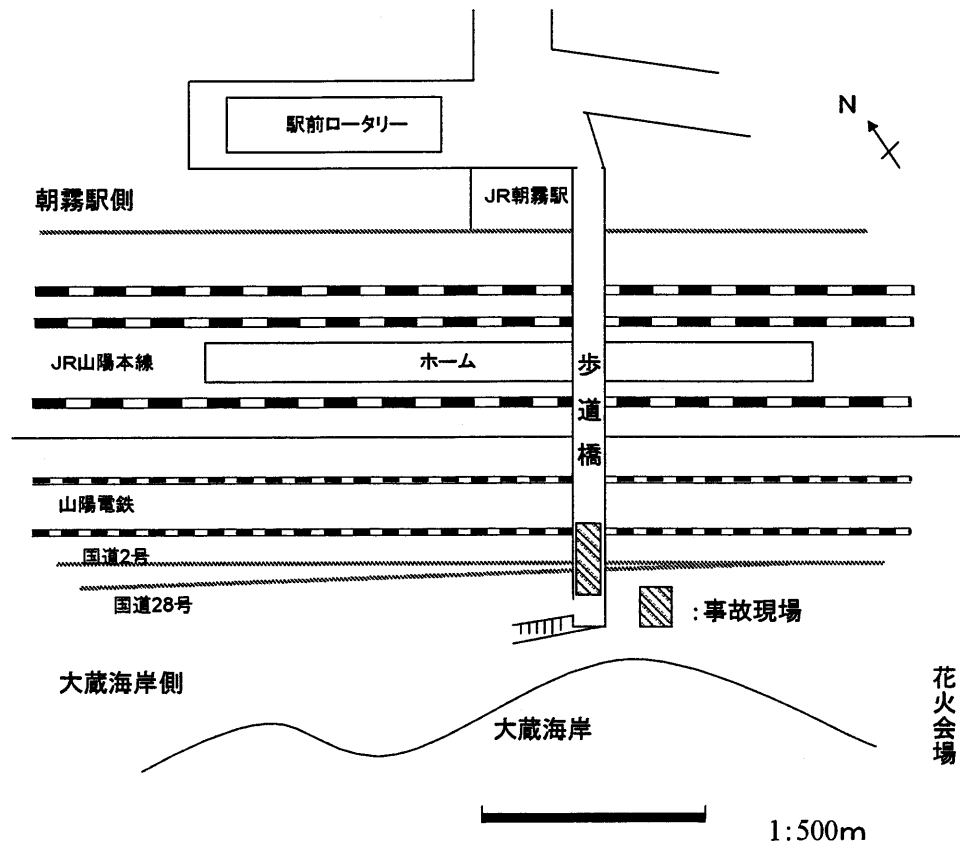 駅前ロータリー
N
朝霧駅側
JR朝霧駅
JR山陽本線
ホーム
歩道橋
山陽電鉄
国道2号
国道28号
:事故現場
大蔵海岸側
大蔵海岸
花火会場
1:500m